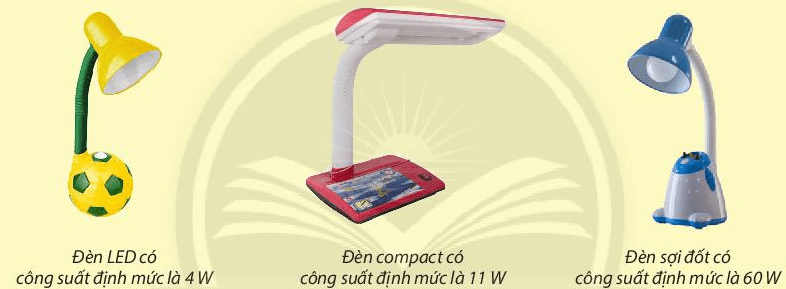 Đèn LED có
công suất định mức là 4 W
Đèn compact có
công suất định mức là 11 W
Đèn sợi đốt có
công suất định mức là 60 W